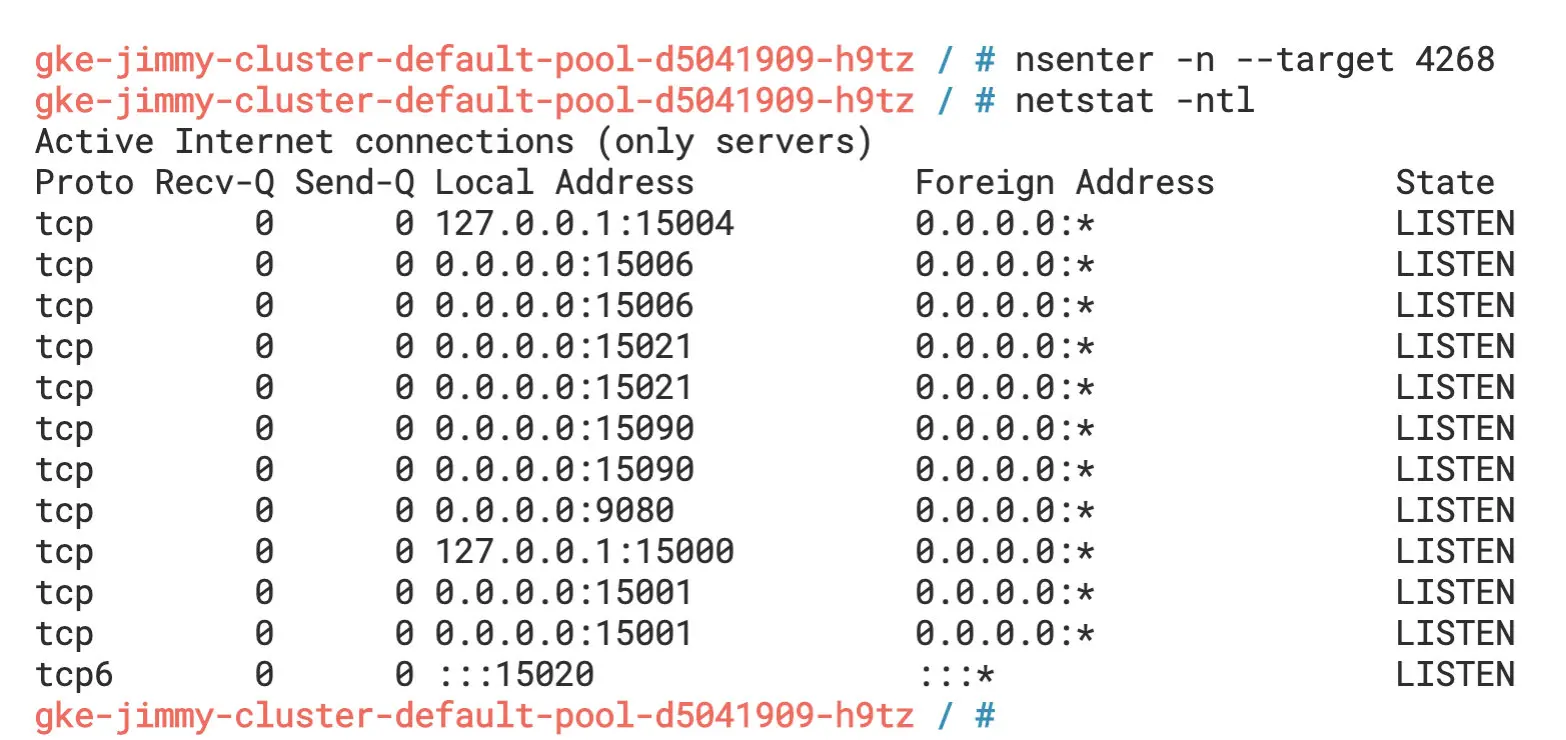 gke-jimmy-cluster-default-pool-d5041909-h9tz / # nsenter -n --target 4268
gke-jimmy-cluster-default-pool-d5041909-h9tz / # netstat -ntl
Active Internet connections (only servers)
Proto Recv-Q Send-Q Local Address           Foreign Address         State
tcp        0      0 127.0.0.1:15004         0.0.0.0:*               LISTEN
tcp        0      0 0.0.0.0:15006           0.0.0.0:*               LISTEN
tcp        0      0 0.0.0.0:15006           0.0.0.0:*               LISTEN
tcp        0      0 0.0.0.0:15021           0.0.0.0:*               LISTEN
tcp        0      0 0.0.0.0:15021           0.0.0.0:*               LISTEN
tcp        0      0 0.0.0.0:15090           0.0.0.0:*               LISTEN
tcp        0      0 0.0.0.0:15090           0.0.0.0:*               LISTEN
tcp        0      0 0.0.0.0:9080            0.0.0.0:*               LISTEN
tcp        0      0 127.0.0.1:15000         0.0.0.0:*               LISTEN
tcp        0      0 0.0.0.0:15001           0.0.0.0:*               LISTEN
tcp        0      0 0.0.0.0:15001           0.0.0.0:*               LISTEN
tcp6       0      0 :::15020                :::*                    LISTEN
gke-jimmy-cluster-default-pool-d5041909-h9tz / #